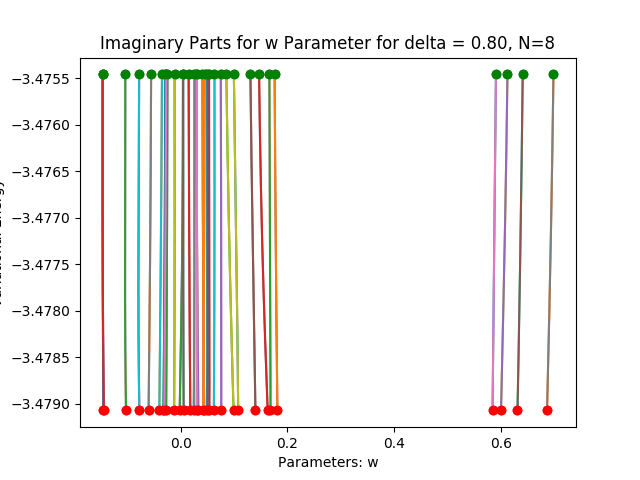 Imaginary Parts for w Parameter for delta = 0.80, N=8
−3.4755
−3.4760
−3.4765
−3.4770
−3.4775
−3.4780
−3.4785
−3.4790
0.0 0.2 0.4 0.6
Parameters: w